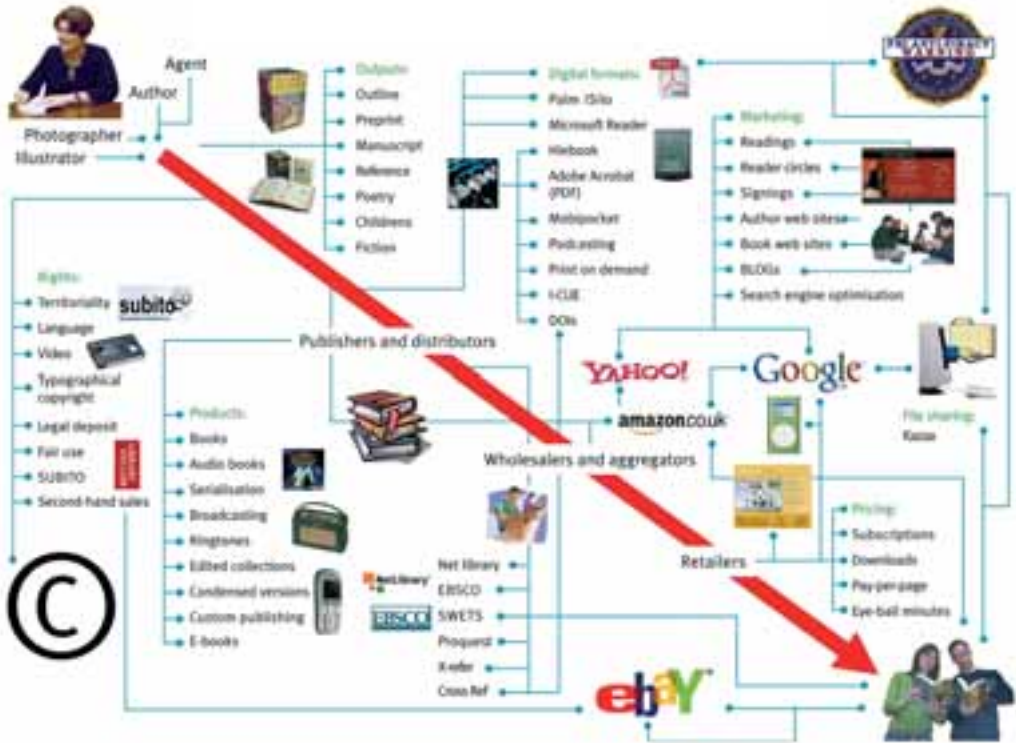 Agent
Author
Photographer
Illustrator
Outputs:
Outline
Preprint
Manuscript
Reference
Poetry
Childrens
Fiction
Digital formats:
Palm /Silo
Microsoft Reader
Hiebook
Adobe Acrobat
(PDF)
Mobipocket
Podcasting
Print on demand
I-CUE
DOIs
Marketing:
Readings
Reader circles
Signings
Author web sites
Book web sites
BLOGs
Search engine optimisation
Rights:
Territoriality
subito
Language
Video
Typographical
copyright
Legal deposit
Fair use
SUBITO
Second-hand sales
©
Publishers and distributors
Products:
Books
Audio books
Serialisation
Broadcasting
Ringtones
Edited collections
Condensed versions
Custom publishing
E-books
YAHOO!
Google
amazon.co.uk
File sharing:
Kazaa
Wholesalers and aggregators
Net library
NetLibrary
EBSCO
EBSCO
SWETS
Proquest
X-refer
Cross Ref
Retailers
Pricing:
Subscriptions
Downloads
Pay-per-page
Eye-ball minutes
ebay